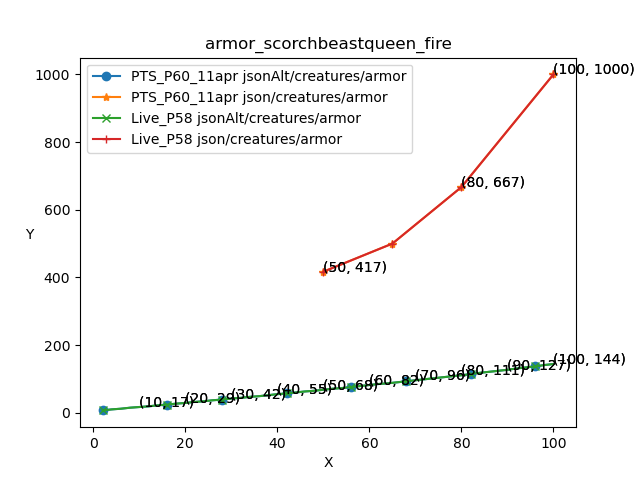 armor_scorchbeastqueen_fire
PTS_P60_11apr jsonAlt/creatures/armor
PTS_P60_11apr json/creatures/armor
Live_P58 jsonAlt/creatures/armor
Live_P58 json/creatures/armor
(100, 1000)
(80, 667)
(50, 417)
(10, 17)
(20, 29)
(30, 42)
(40, 55)
(50, 68)
(60, 82)
(70, 96)
(80, 111)
(90, 127)
(100, 144)
1000
800
600
400
200
0
Y
0 20 40 60 80 100
X